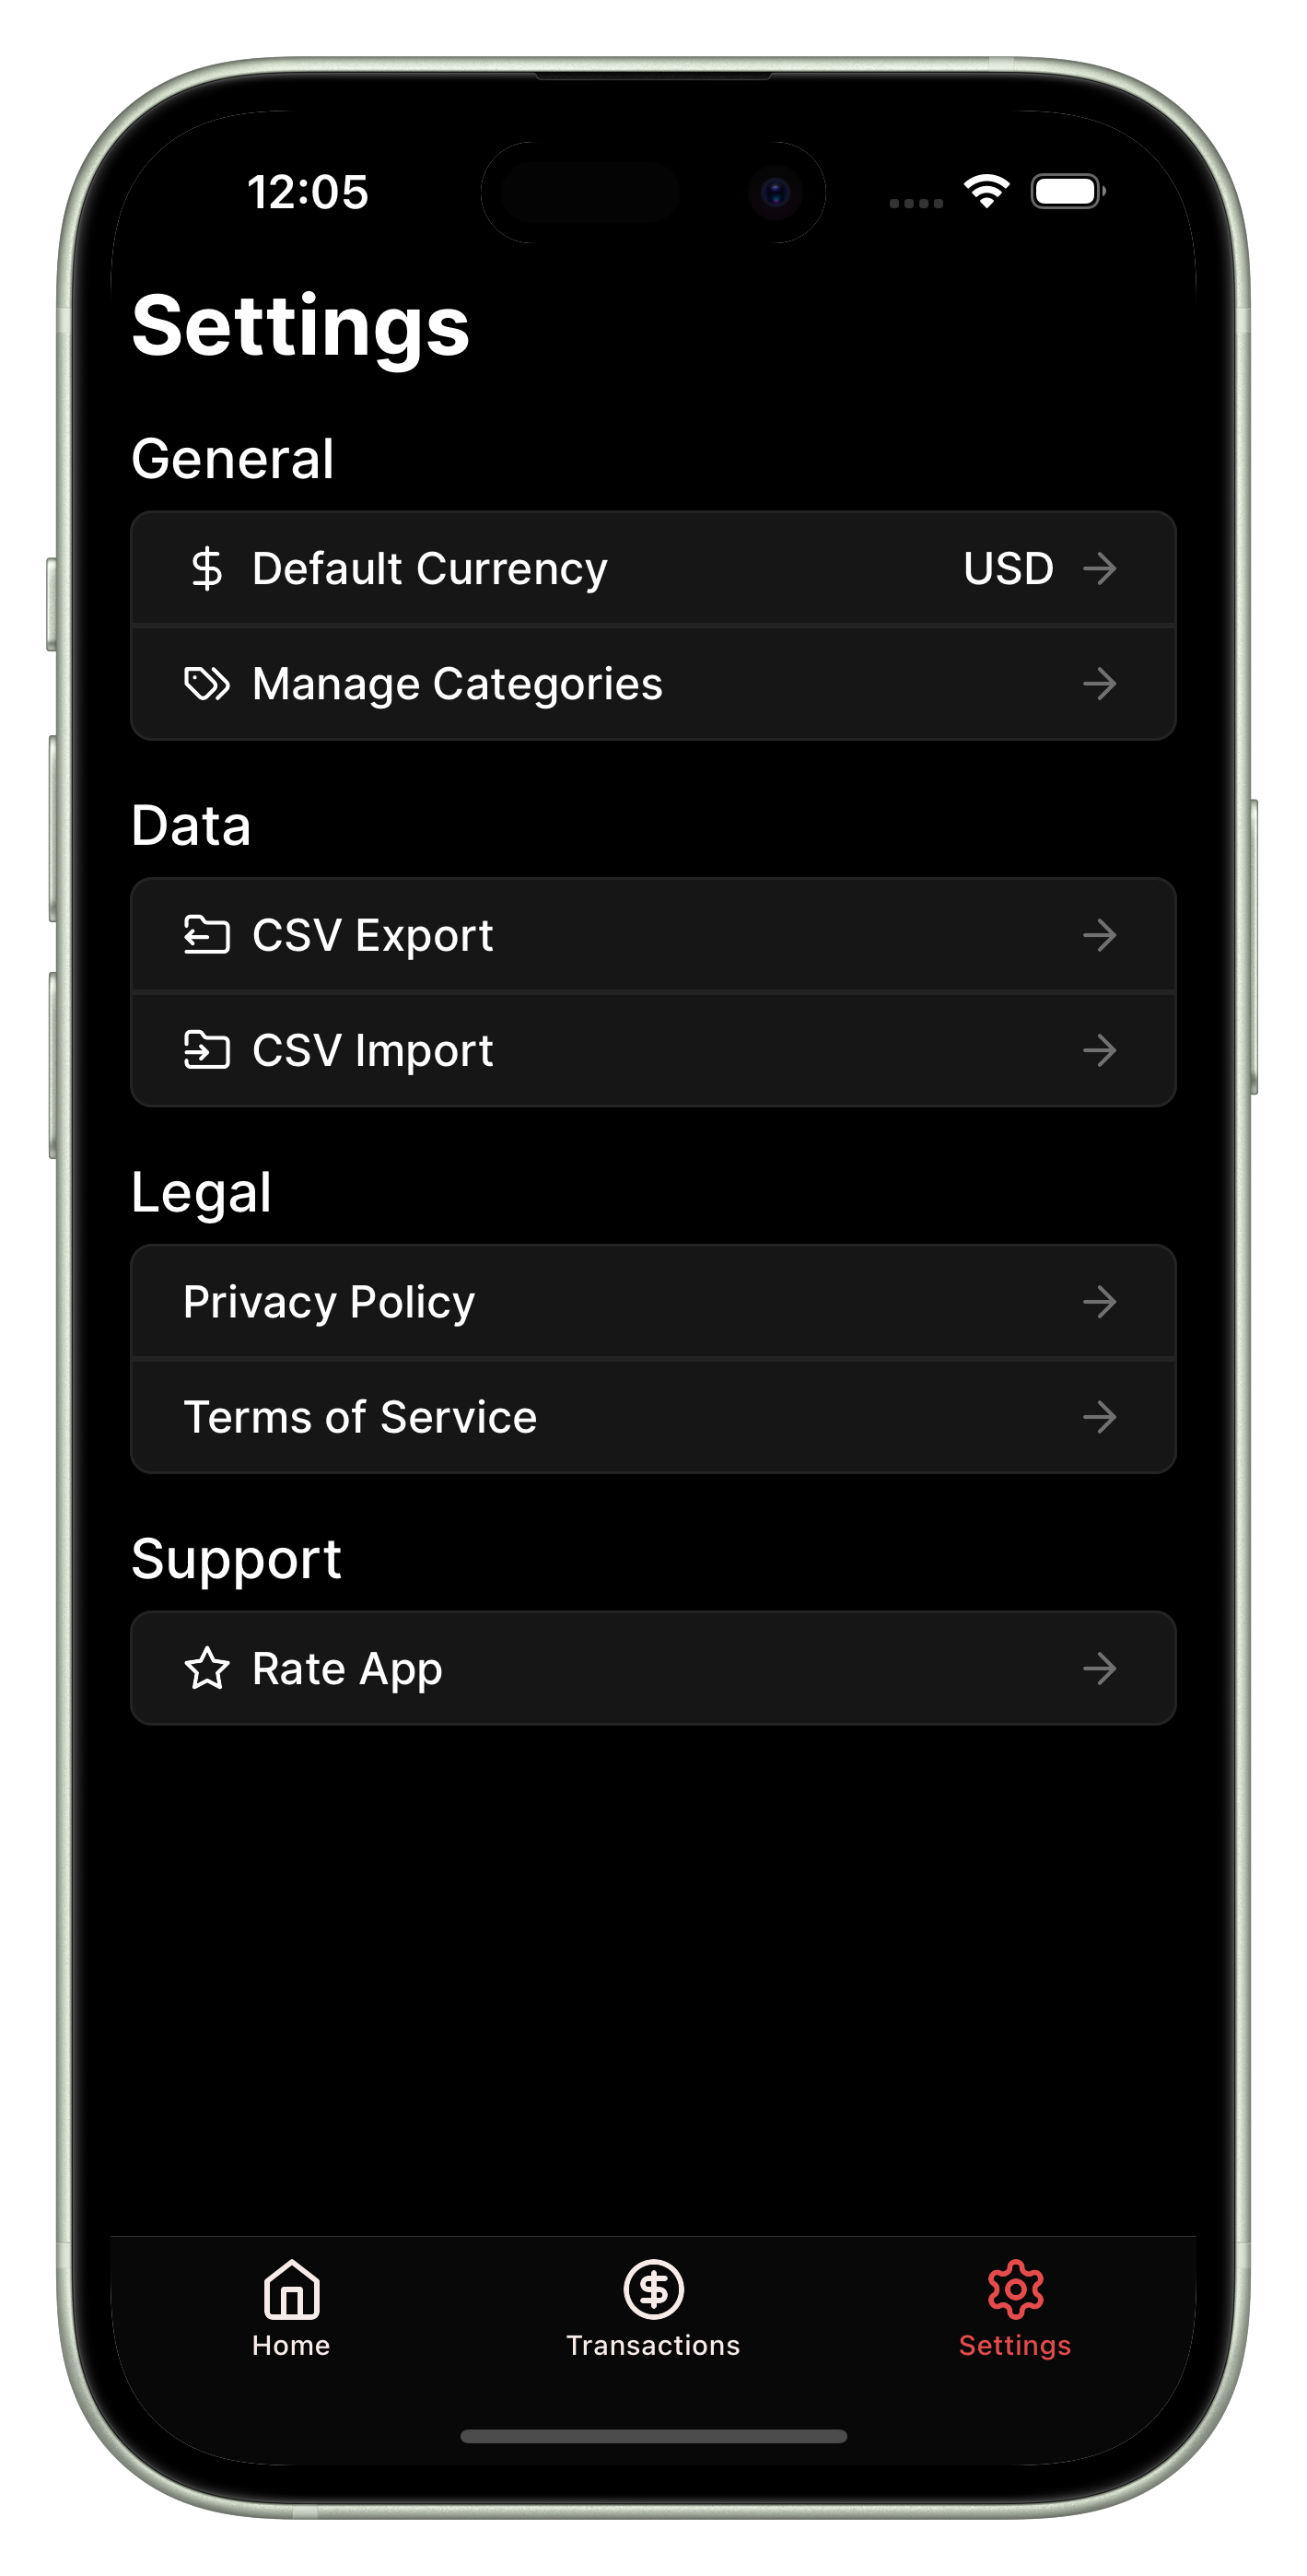 12:05
Settings
General
Default Currency USD
Manage Categories
Data
CSV Export
CSV Import
Legal
Privacy Policy
Terms of Service
Support
Rate App
Home Transactions Settings